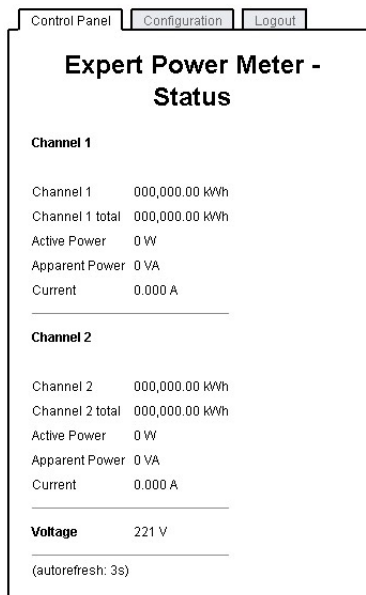 Control Panel Configuration Logout
Expert Power Meter -
Status
Channel 1
Channel 1 000,000.00 kWh
Channel 1 total 000,000.00 kWh
Active Power 0 W
Apparent Power 0 VA
Current 0.000 A
Channel 2
Channel 2 000,000.00 kWh
Channel 2 total 000,000.00 kWh
Active Power 0 W
Apparent Power 0 VA
Current 0.000 A
Voltage 221 V
(autorefresh: 3s)